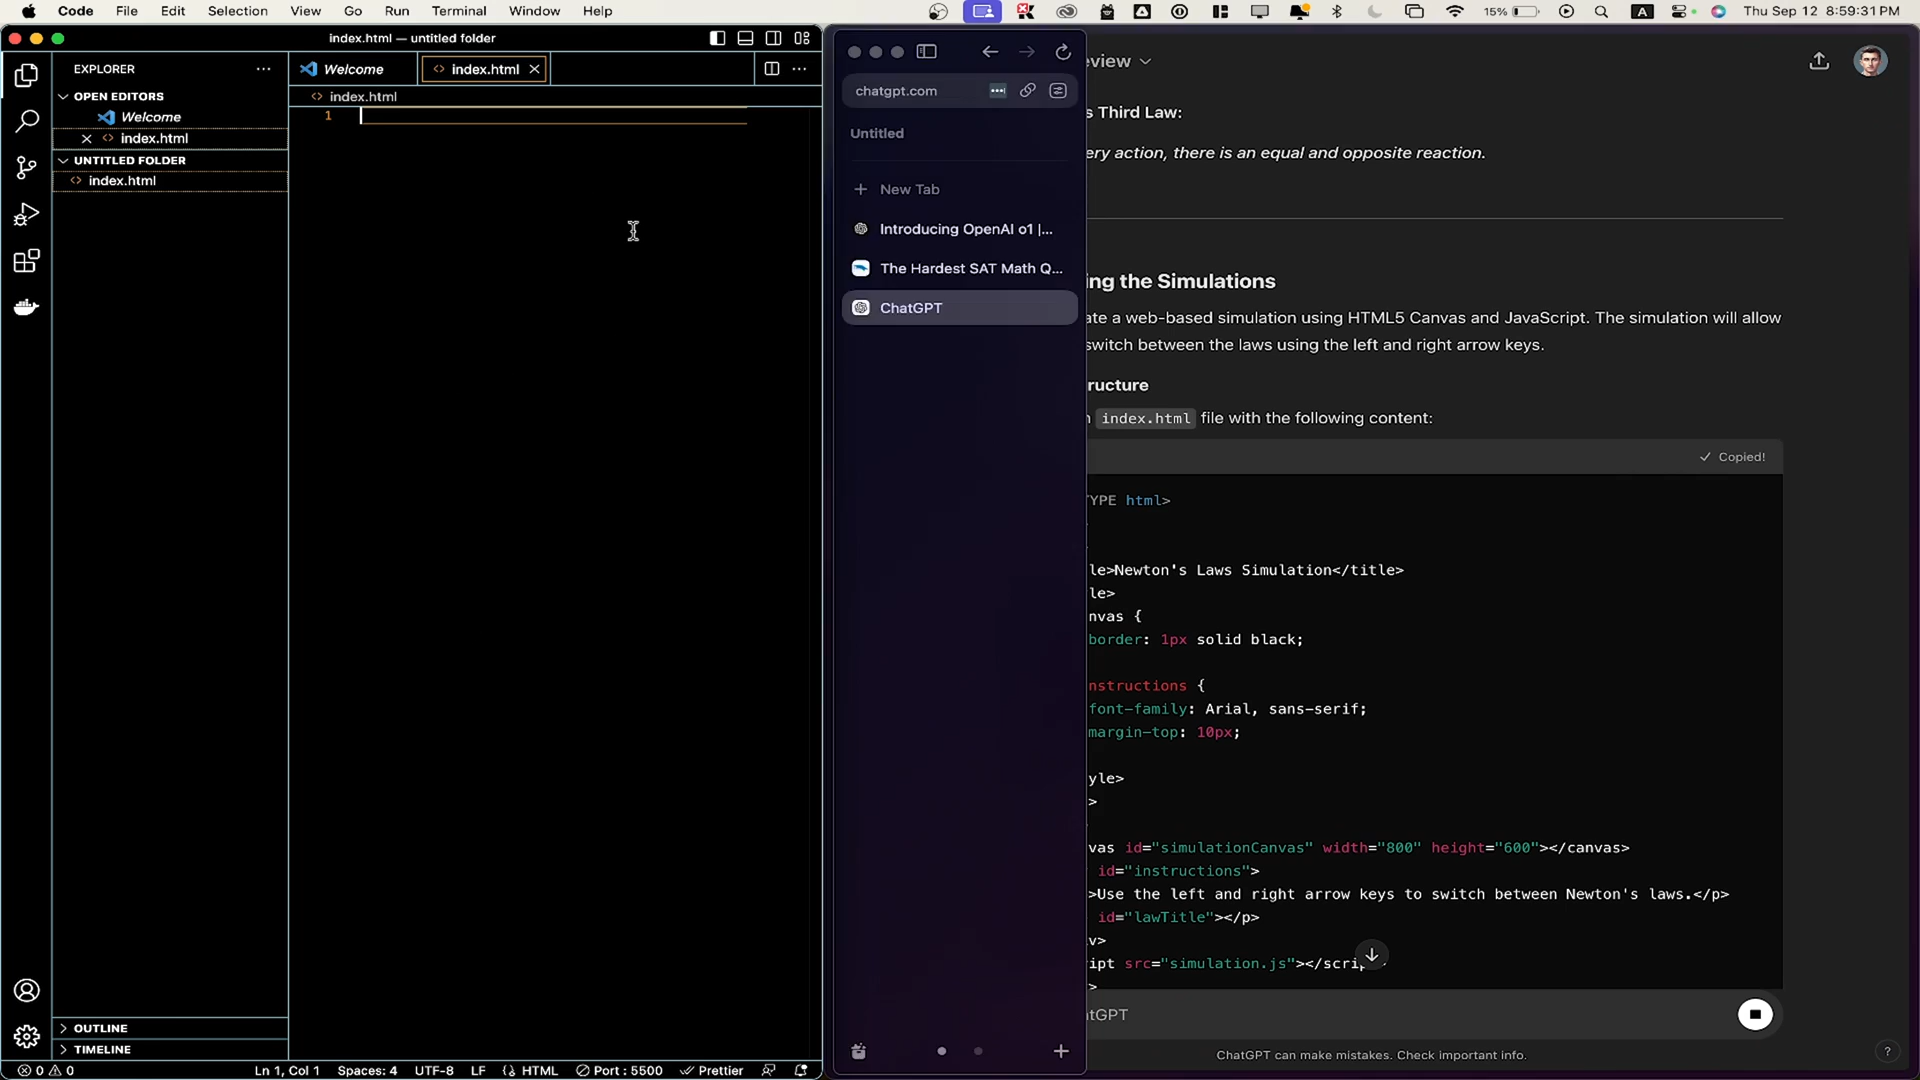 Code File Edit Selection View Go Run Terminal Window Help
15% A Thu Sep 12 8:59:31 PM
index.html — untitled folder
EXPLORER
OPEN EDITORS
Welcome
index.html
UNTITLED FOLDER
index.html
OUTLINE
TIMELINE
Welcome
index.html
index.html
1
0 0 Ln 1, Col 1 Spaces: 4 UTF-8 LF HTML Port : 5500 Prettier
chatgpt.com
Untitled
New Tab
Introducing OpenAI o1 |...
The Hardest SAT Math Q...
ChatGPT
eview
s Third Law:
ery action, there is an equal and opposite reaction.
ing the Simulations
ate a web-based simulation using HTML5 Canvas and JavaScript. The simulation will allow
switch between the laws using the left and right arrow keys.
ructure
index.html file with the following content:
Copied!
YPE html>
le>Newton's Laws Simulation</title>
le>
nvas {
border: 1px solid black;
nstructions {
font-family: Arial, sans-serif;
margin-top: 10px;
yle>
>
vas id="simulationCanvas" width="800" height="600"></canvas>
id="instructions">
>Use the left and right arrow keys to switch between Newton's laws.</p>
id="lawTitle"></p>
v>
ipt src="simulation.js"></scrip
>
tGPT
ChatGPT can make mistakes. Check important info.
?